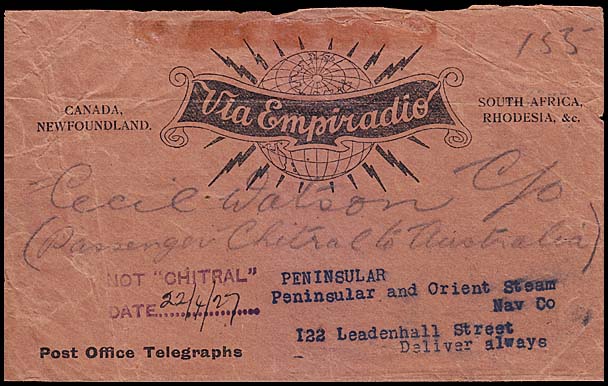 155
Via Empiradio
CANADA,
NEWFOUNDLAND.
SOUTH AFRICA,
RHODESIA, &c.
Cecil Watson C/o
(Passenger Chitral to Australia)
NOT "CHITRAL"
DATE 22/4/27
PENINSULAR
Peninsular and Orient Steam
Nav Co
122 Leadenhall Street
Deliver always
Post Office Telegraphs